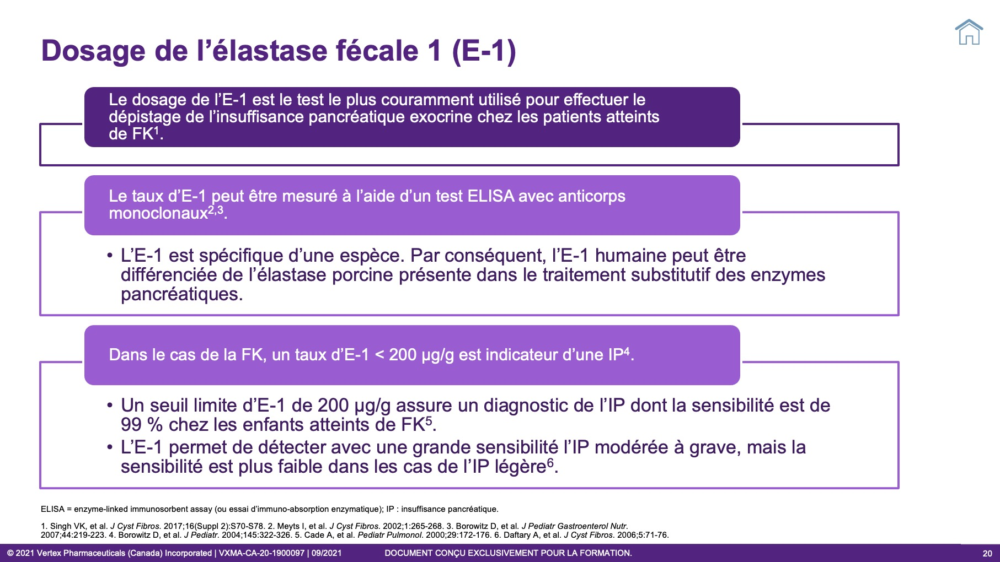 Dosage de l’élastase fécale 1 (E-1)
Le dosage de l’E-1 est le test le plus couramment utilisé pour effectuer le
dépistage de l’insuffisance pancréatique exocrine chez les patients atteints
de FK¹.
Le taux d’E-1 peut être mesuré à l’aide d’un test ELISA avec anticorps
monoclonaux²,³.
• L’E-1 est spécifique d’une espèce. Par conséquent, l’E-1 humaine peut être
différenciée de l’élastase porcine présente dans le traitement substitutif des enzymes
pancréatiques.
Dans le cas de la FK, un taux d’E-1 < 200 µg/g est indicateur d’une IP⁴.
• Un seuil limite d’E-1 de 200 µg/g assure un diagnostic de l’IP dont la sensibilité est de
99 % chez les enfants atteints de FK⁵.
• L’E-1 permet de détecter avec une grande sensibilité l’IP modérée à grave, mais la
sensibilité est plus faible dans les cas de l’IP légère⁶.
ELISA = enzyme-linked immunosorbent assay (ou essai d’immuno-absorption enzymatique); IP : insuffisance pancréatique.
1. Singh VK, et al. J Cyst Fibros. 2017;16(Suppl 2):S70-S78. 2. Meyts I, et al. J Cyst Fibros. 2002;1:265-268. 3. Borowitz D, et al. J Pediatr Gastroenterol Nutr.
2007;44:219-223. 4. Borowitz D, et al. J Pediatr. 2004;145:322-326. 5. Cade A, et al. Pediatr Pulmonol. 2000;29:172-176. 6. Daftary A, et al. J Cyst Fibros. 2006;5:71-76.
© 2021 Vertex Pharmaceuticals (Canada) Incorporated | VXMA-CA-20-1900097 | 09/2021 DOCUMENT CONÇU EXCLUSIVEMENT POUR LA FORMATION. 20